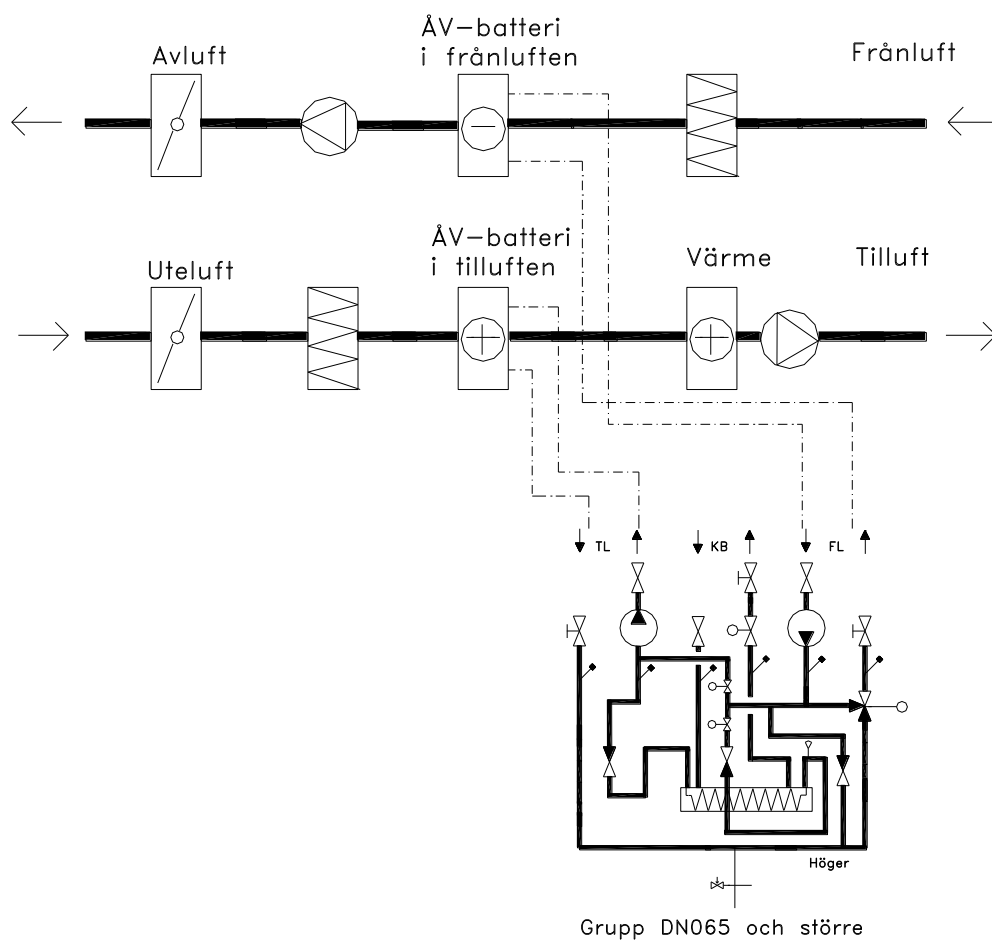 Avluft
ÅV-batteri
i frånluften
Frånluft
Uteluft
ÅV-batteri
i tilluften
Värme
Tilluft
TL
KB
FL
Höger
Grupp DN065 och större